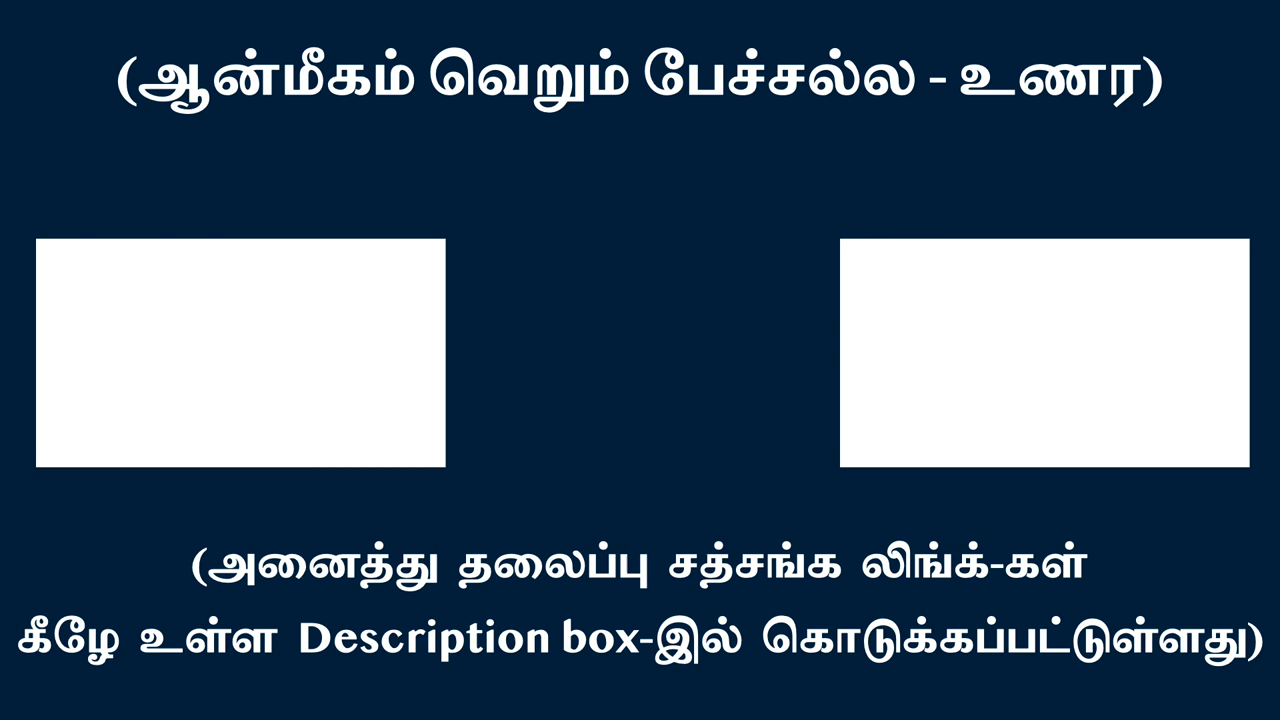 (ஆன்மீகம் வெறும் பேச்சல்ல - உணர)
(அனைத்து தலைப்பு சத்சங்க லிங்க்-கள்
கீழே உள்ள Description box-இல் கொடுக்கப்பட்டுள்ளது)